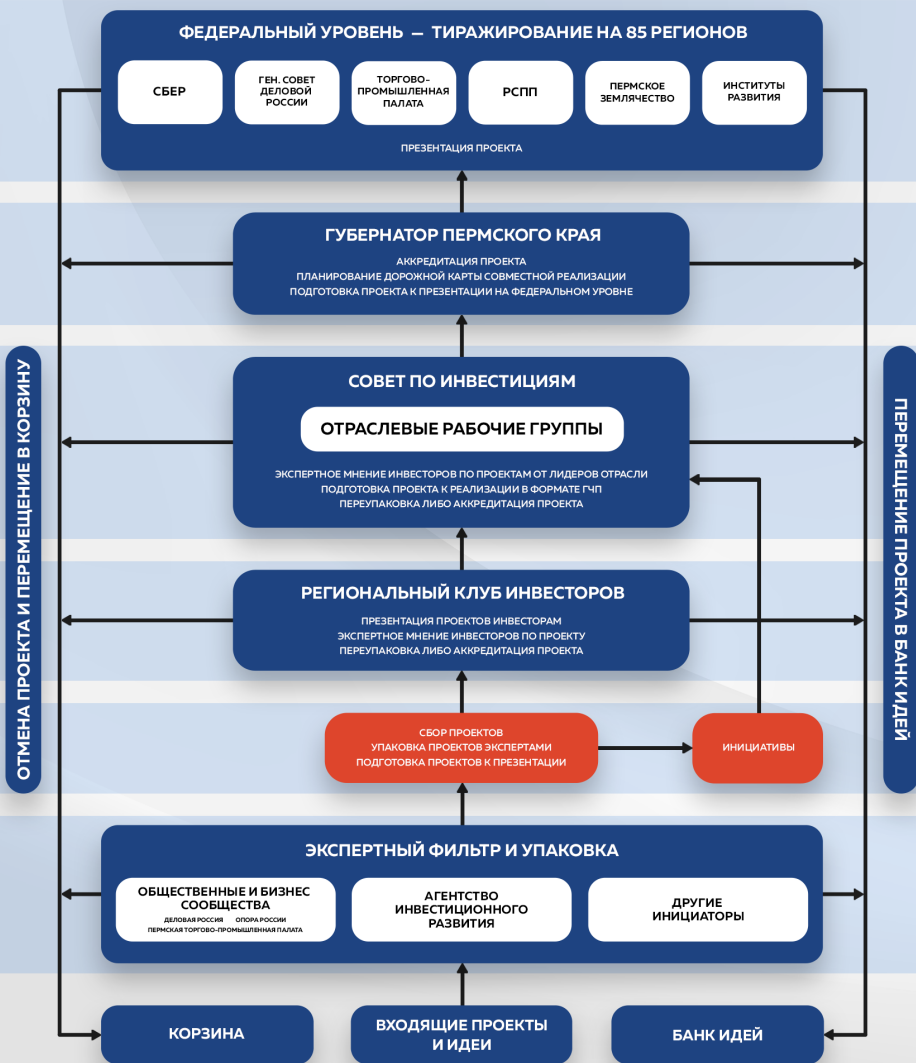 ФЕДЕРАЛЬНЫЙ УРОВЕНЬ — ТИРАЖИРОВАНИЕ НА 85 РЕГИОНОВ
СБЕР
ГЕН. СОВЕТ
ДЕЛОВОЙ
РОССИИ
ТОРГОВО-
ПРОМЫШЛЕННАЯ
ПАЛАТА
РСПП
ПЕРМСКОЕ
ЗЕМЛЯЧЕСТВО
ИНСТИТУТЫ
РАЗВИТИЯ
ПРЕЗЕНТАЦИЯ ПРОЕКТА
ГУБЕРНАТОР ПЕРМСКОГО КРАЯ
АККРЕДИТАЦИЯ ПРОЕКТА
ПЛАНИРОВАНИЕ ДОРОЖНОЙ КАРТЫ СОВМЕСТНОЙ РЕАЛИЗАЦИИ
ПОДГОТОВКА ПРОЕКТА К ПРЕЗЕНТАЦИИ НА ФЕДЕРАЛЬНОМ УРОВНЕ
ОТМЕНА ПРОЕКТА И ПЕРЕМЕЩЕНИЕ В КОРЗИНУ
СОВЕТ ПО ИНВЕСТИЦИЯМ
ОТРАСЛЕВЫЕ РАБОЧИЕ ГРУППЫ
ЭКСПЕРТНОЕ МНЕНИЕ ИНВЕСТОРОВ ПО ПРОЕКТАМ ОТ ЛИДЕРОВ ОТРАСЛИ
ПОДГОТОВКА ПРОЕКТА К РЕАЛИЗАЦИИ В ФОРМАТЕ ГЧП
ПЕРЕУПАКОВКА ЛИБО АККРЕДИТАЦИЯ ПРОЕКТА
ПЕРЕМЕЩЕНИЕ ПРОЕКТА В БАНК ИДЕЙ
РЕГИОНАЛЬНЫЙ КЛУБ ИНВЕСТОРОВ
ПРЕЗЕНТАЦИЯ ПРОЕКТОВ ИНВЕСТОРАМ
ЭКСПЕРТНОЕ МНЕНИЕ ИНВЕСТОРОВ ПО ПРОЕКТУ
ПЕРЕУПАКОВКА ЛИБО АККРЕДИТАЦИЯ ПРОЕКТА
СБОР ПРОЕКТОВ
УПАКОВКА ПРОЕКТОВ ЭКСПЕРТАМИ
ПОДГОТОВКА ПРОЕКТОВ К ПРЕЗЕНТАЦИИ
ИНИЦИАТИВЫ
ЭКСПЕРТНЫЙ ФИЛЬТР И УПАКОВКА
ОБЩЕСТВЕННЫЕ И БИЗНЕС
СООБЩЕСТВА
ДЕЛОВАЯ РОССИЯ ОПОРА РОССИИ
ПЕРМСКАЯ ТОРГОВО-ПРОМЫШЛЕННАЯ ПАЛАТА
АГЕНТСТВО
ИНВЕСТИЦИОННОГО
РАЗВИТИЯ
ДРУГИЕ
ИНИЦИАТОРЫ
КОРЗИНА
ВХОДЯЩИЕ ПРОЕКТЫ
И ИДЕИ
БАНК ИДЕЙ